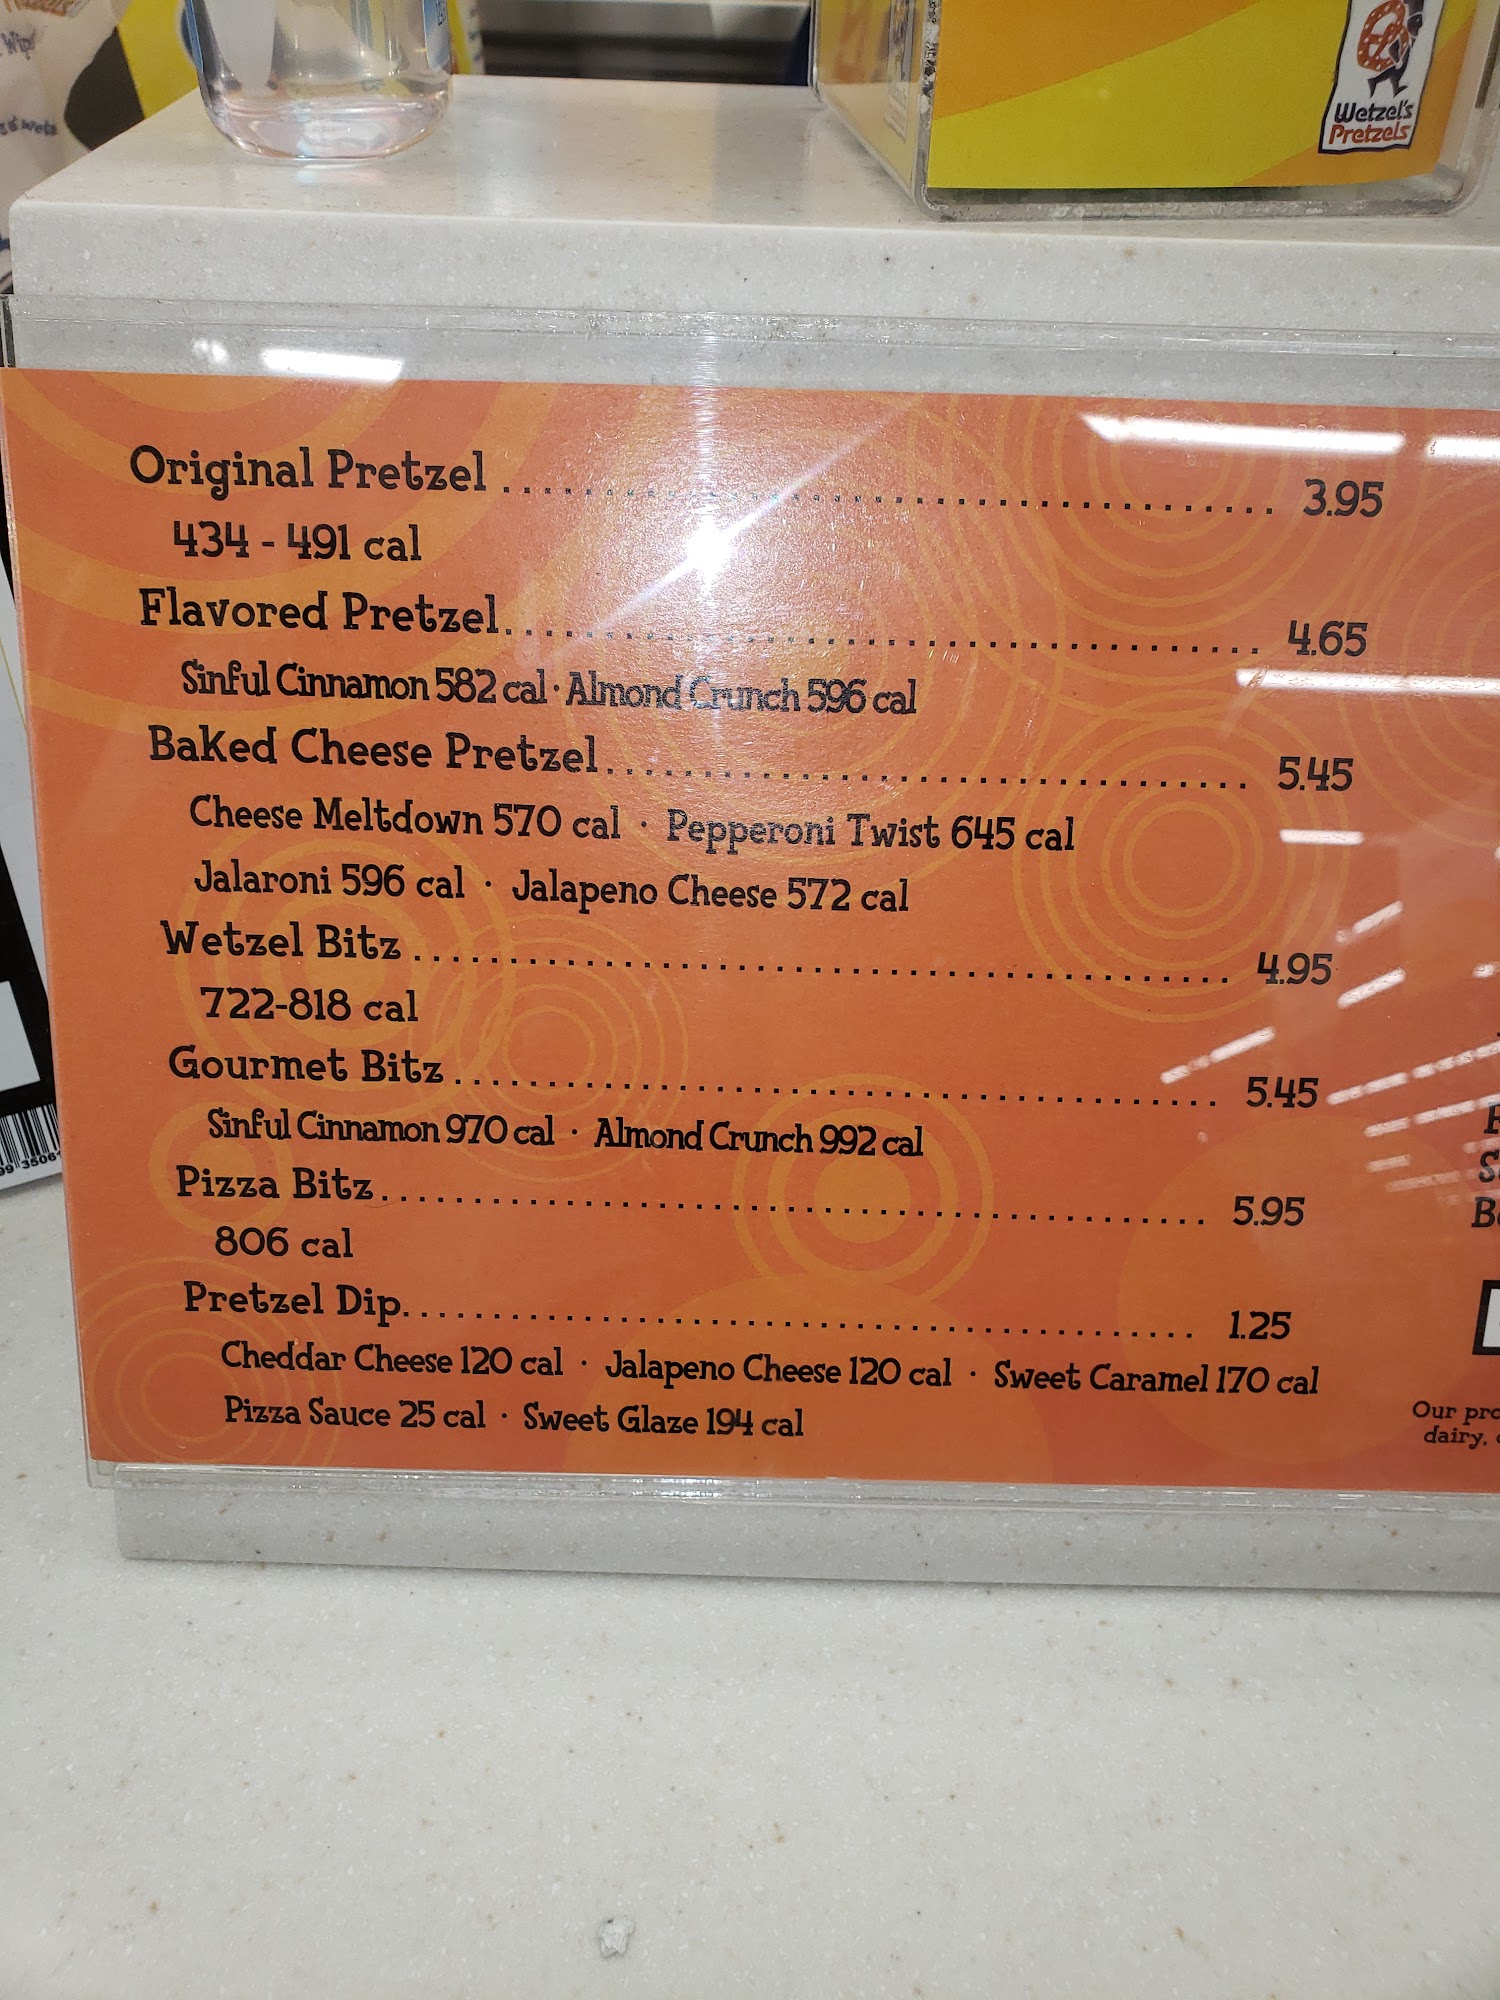 Wetzel's
Pretzels
Original Pretzel ........ 3.95
434 - 491 cal
Flavored Pretzel ........ 4.65
Sinful Cinnamon 582 cal · Almond Crunch 596 cal
Baked Cheese Pretzel ........ 5.45
Cheese Meltdown 570 cal · Pepperoni Twist 645 cal
Jalaroni 596 cal · Jalapeno Cheese 572 cal
Wetzel Bitz ........ 4.95
722-818 cal
Gourmet Bitz ........ 5.45
Sinful Cinnamon 970 cal · Almond Crunch 992 cal
Pizza Bitz ........ 5.95
806 cal
Pretzel Dip ........ 1.25
Cheddar Cheese 120 cal · Jalapeno Cheese 120 cal · Sweet Caramel 170 cal
Pizza Sauce 25 cal · Sweet Glaze 194 cal
Our
dairy,